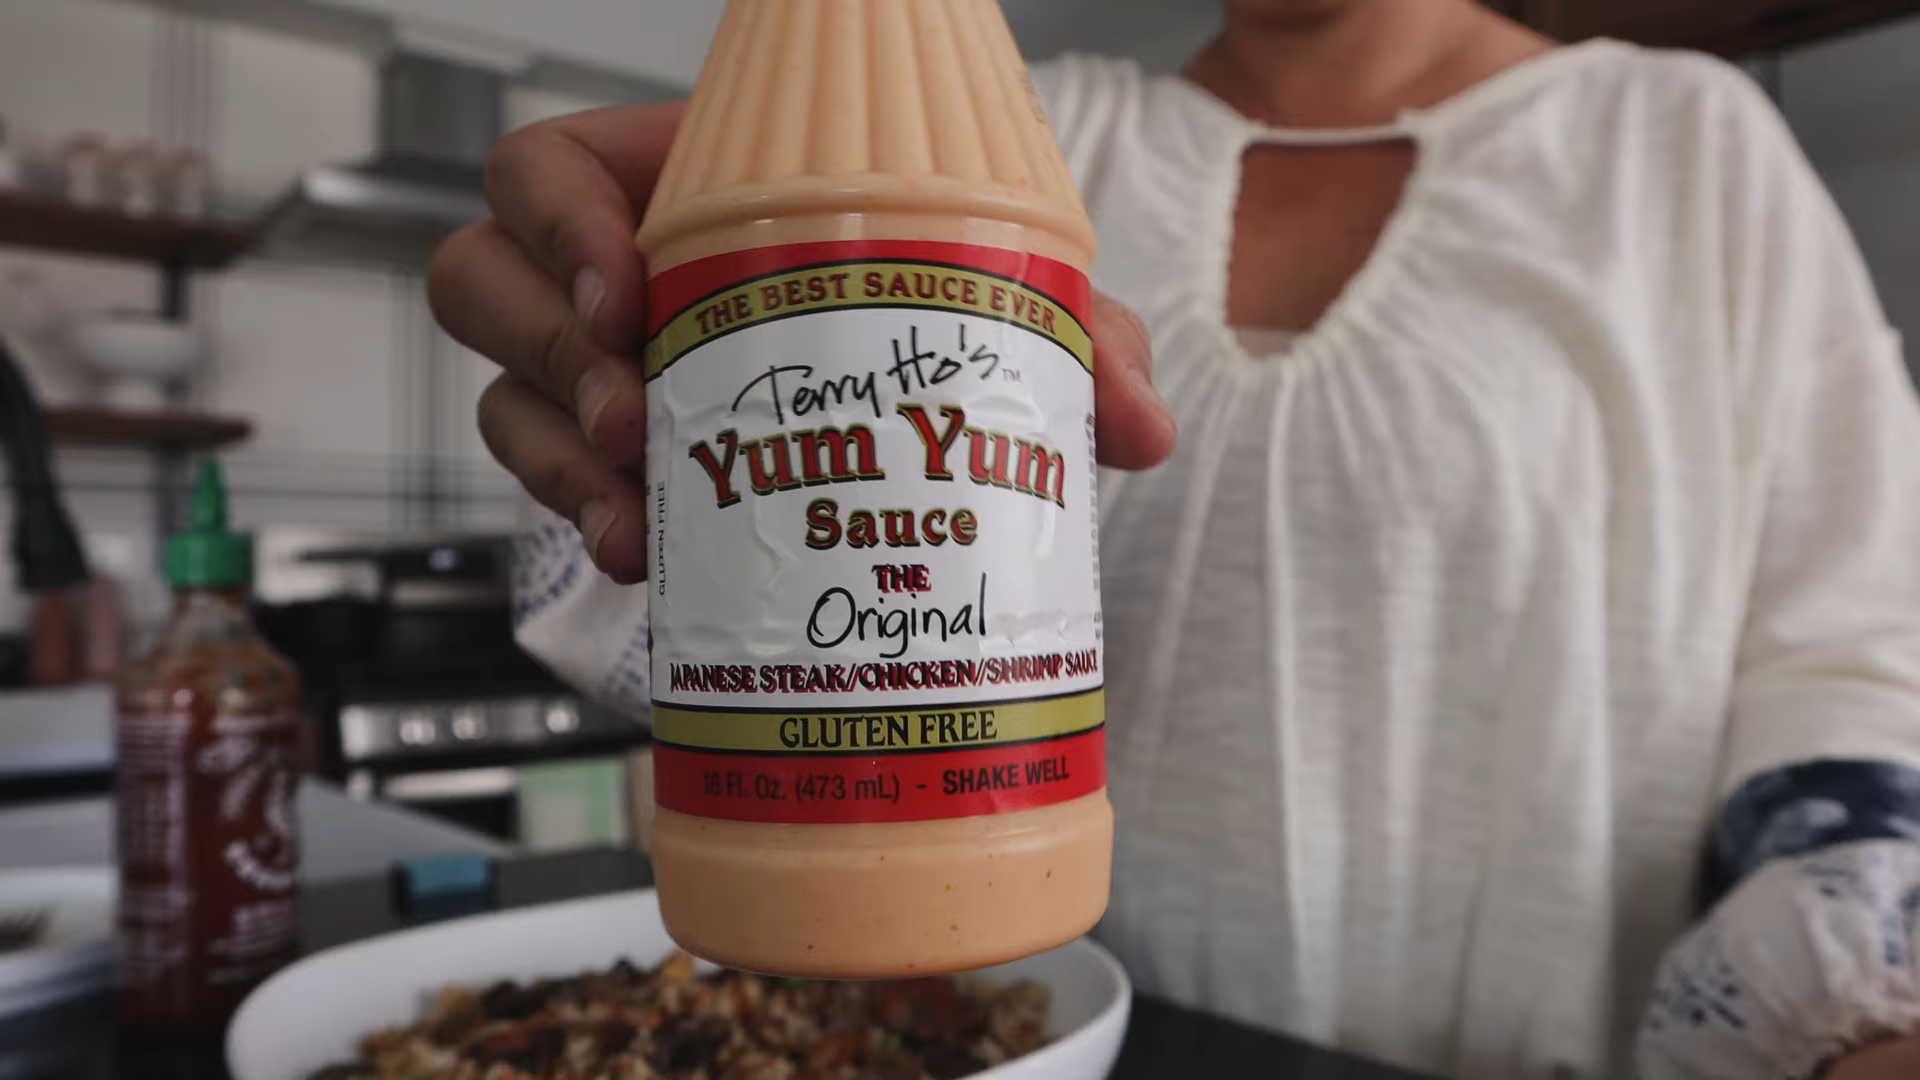 THE BEST SAUCE EVER
Terry Ho's™
Yum Yum
Sauce
THE
Original
JAPANESE STEAK/CHICKEN/SHRIMP SAUCE
GLUTEN FREE
16 Fl. Oz. (473 mL) - SHAKE WELL
GLUTEN FREE